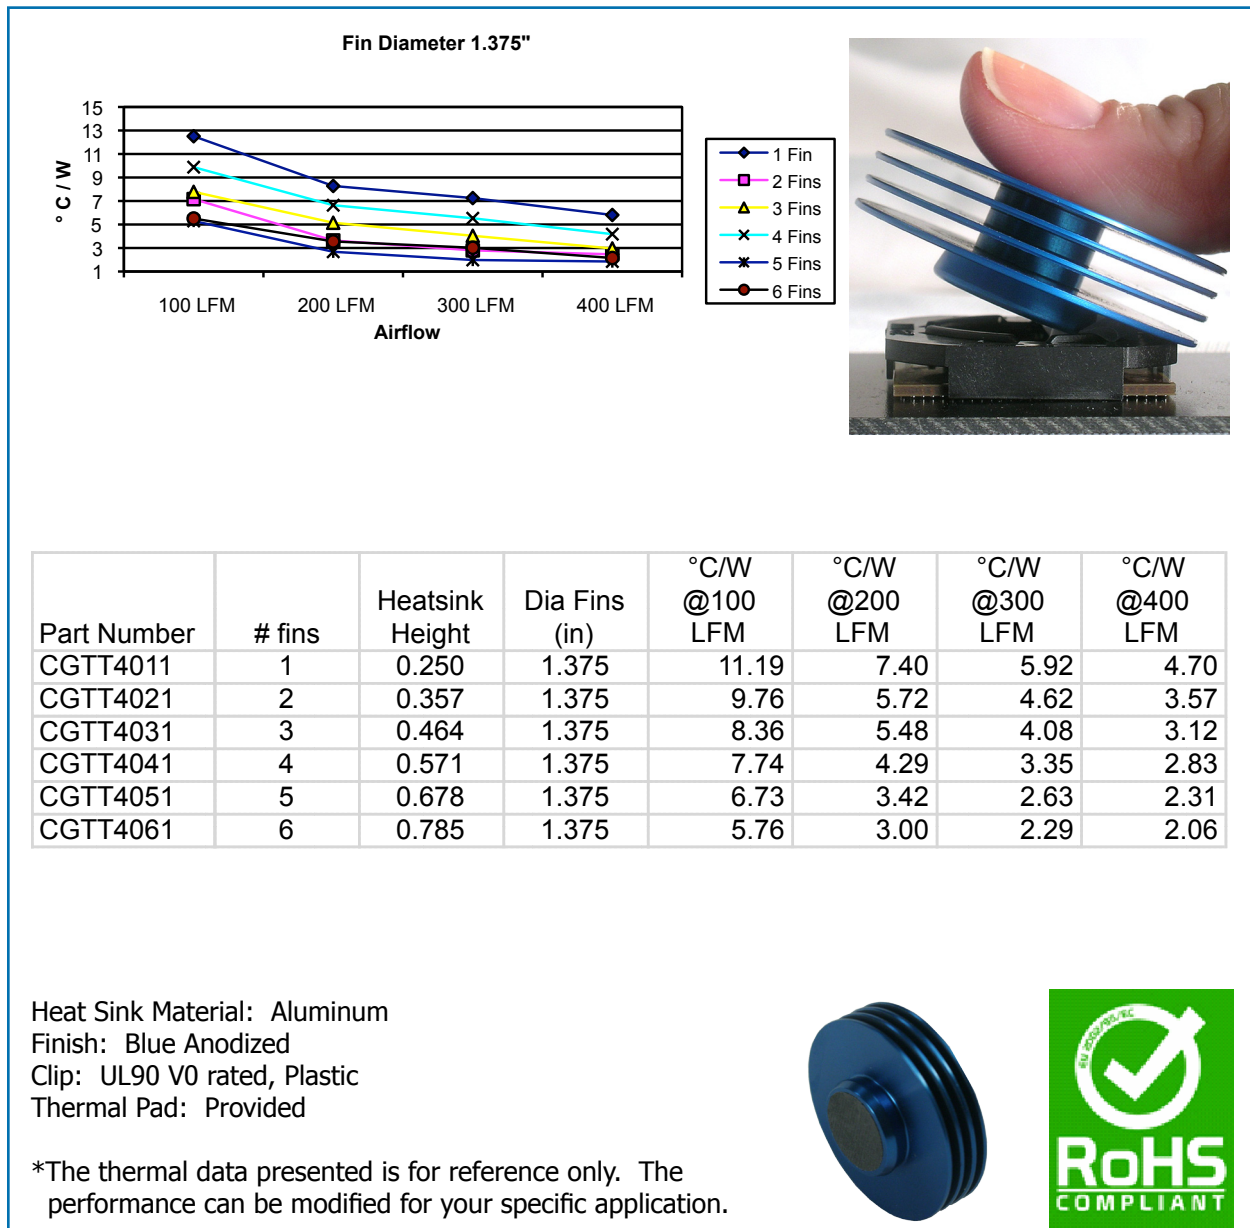 Fin Diameter 1.375"
° C / W
15
13
11
9
7
5
3
1
100 LFM 200 LFM 300 LFM 400 LFM
Airflow
1 Fin
2 Fins
3 Fins
4 Fins
5 Fins
6 Fins
Part Number # fins Heatsink Height Dia Fins (in) °C/W @100 LFM °C/W @200 LFM °C/W @300 LFM °C/W @400 LFM
CGTT4011 1 0.250 1.375 11.19 7.40 5.92 4.70
CGTT4021 2 0.357 1.375 9.76 5.72 4.62 3.57
CGTT4031 3 0.464 1.375 8.36 5.48 4.08 3.12
CGTT4041 4 0.571 1.375 7.74 4.29 3.35 2.83
CGTT4051 5 0.678 1.375 6.73 3.42 2.63 2.31
CGTT4061 6 0.785 1.375 5.76 3.00 2.29 2.06
Heat Sink Material: Aluminum
Finish: Blue Anodized
Clip: UL90 V0 rated, Plastic
Thermal Pad: Provided
*The thermal data presented is for reference only. The
performance can be modified for your specific application.
EU 2002/95/EC
RoHS
COMPLIANT